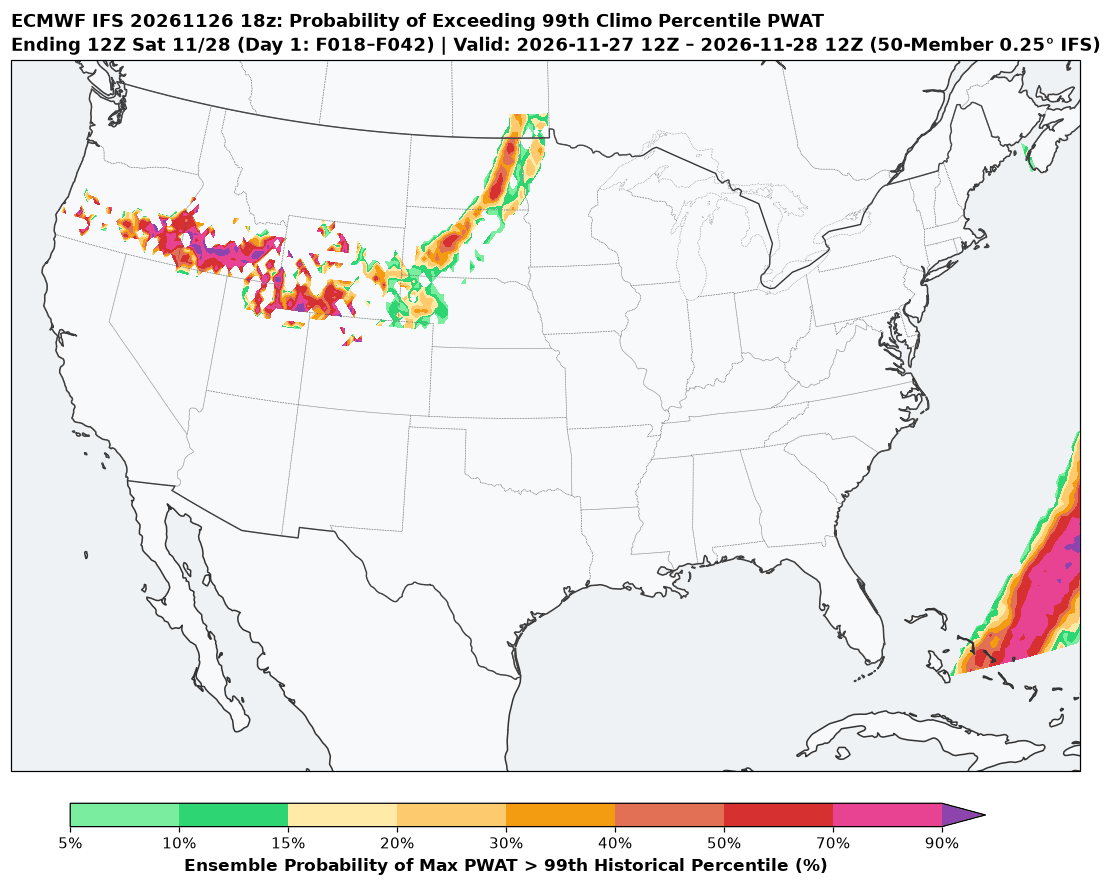 ECMWF IFS 20261126 18z: Probability of Exceeding 99th Climo Percentile PWAT
Ending 12Z Sat 11/28 (Day 1: F018–F042) | Valid: 2026-11-27 12Z – 2026-11-28 12Z (50-Member 0.25° IFS)
5% 10% 15% 20% 30% 40% 50% 70% 90%
Ensemble Probability of Max PWAT > 99th Historical Percentile (%)